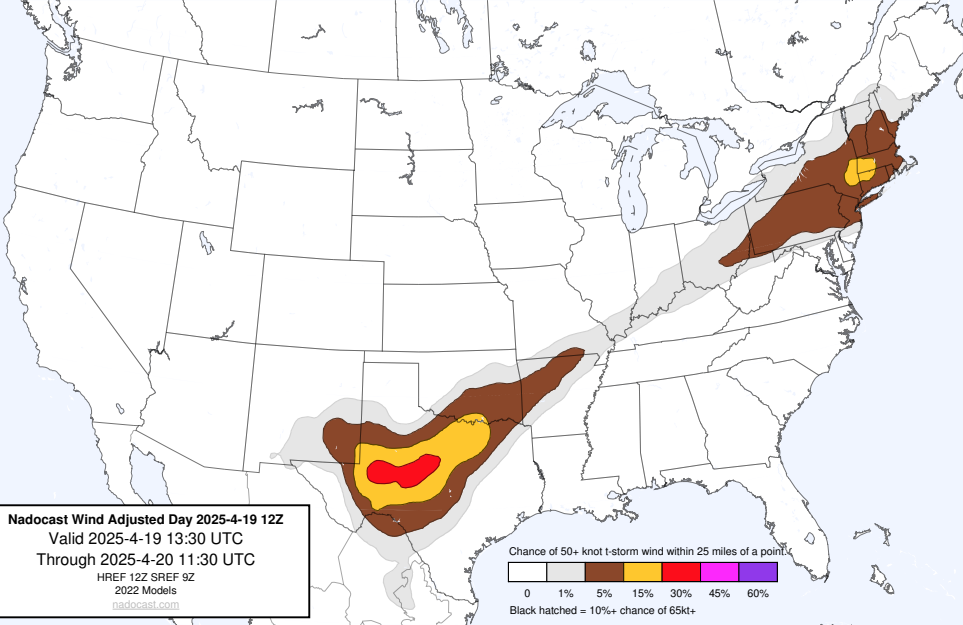 Nadocast Wind Adjusted Day 2025-4-19 12Z
Valid 2025-4-19 13:30 UTC
Through 2025-4-20 11:30 UTC
HREF 12Z SREF 9Z
2022 Models
nadocast.com
Chance of 50+ knot t-storm wind within 25 miles of a point.
0 1% 5% 15% 30% 45% 60%
Black hatched = 10%+ chance of 65kt+